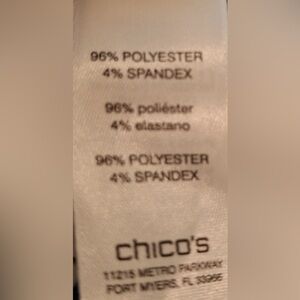 96% POLYESTER
4% SPANDEX
96% poliéster
4% elastano
96% POLYESTER
4% SPANDEX
chico's
11215 METRO PARKWAY
FORT MYERS, FL 33966